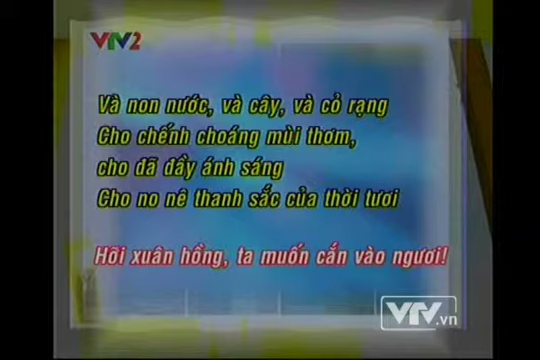 VTV2
Và non nước, và cây, và cỏ rạng
Cho chếnh choáng mùi thơm,
cho đã đầy ánh sáng
Cho no nê thanh sắc của thời tươi
Hỡi xuân hồng, ta muốn cắn vào ngươi!
VTV.vn